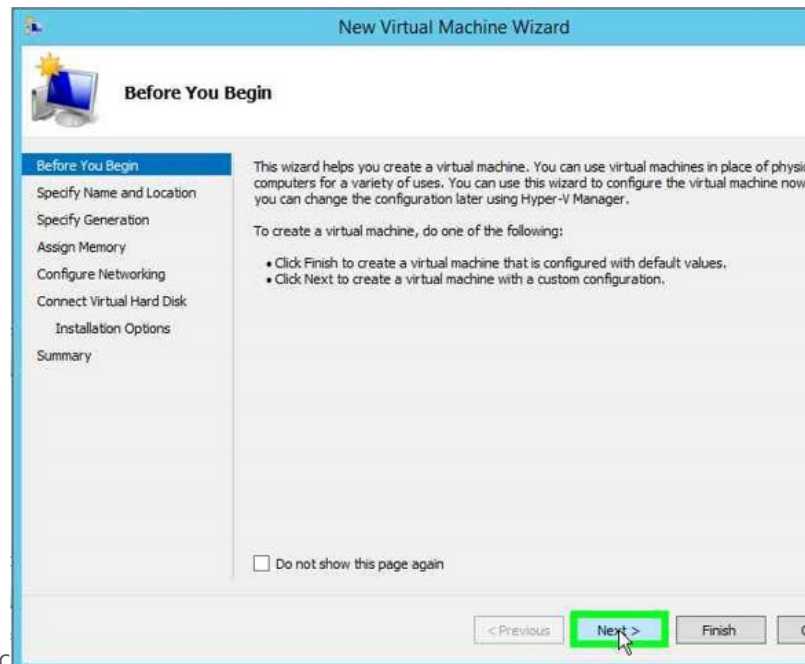 New Virtual Machine Wizard
Before You Begin
Before You Begin
Specify Name and Location
Specify Generation
Assign Memory
Configure Networking
Connect Virtual Hard Disk
Installation Options
Summary
This wizard helps you create a virtual machine. You can use virtual machines in place of
computers for a variety of uses. You can use this wizard to configure the virtual machine now
you can change the configuration later using Hyper-V Manager.
To create a virtual machine, do one of the following:
• Click Finish to create a virtual machine that is configured with default values.
• Click Next to create a virtual machine with a custom configuration.
Do not show this page again
< Previous
Next >
Finish